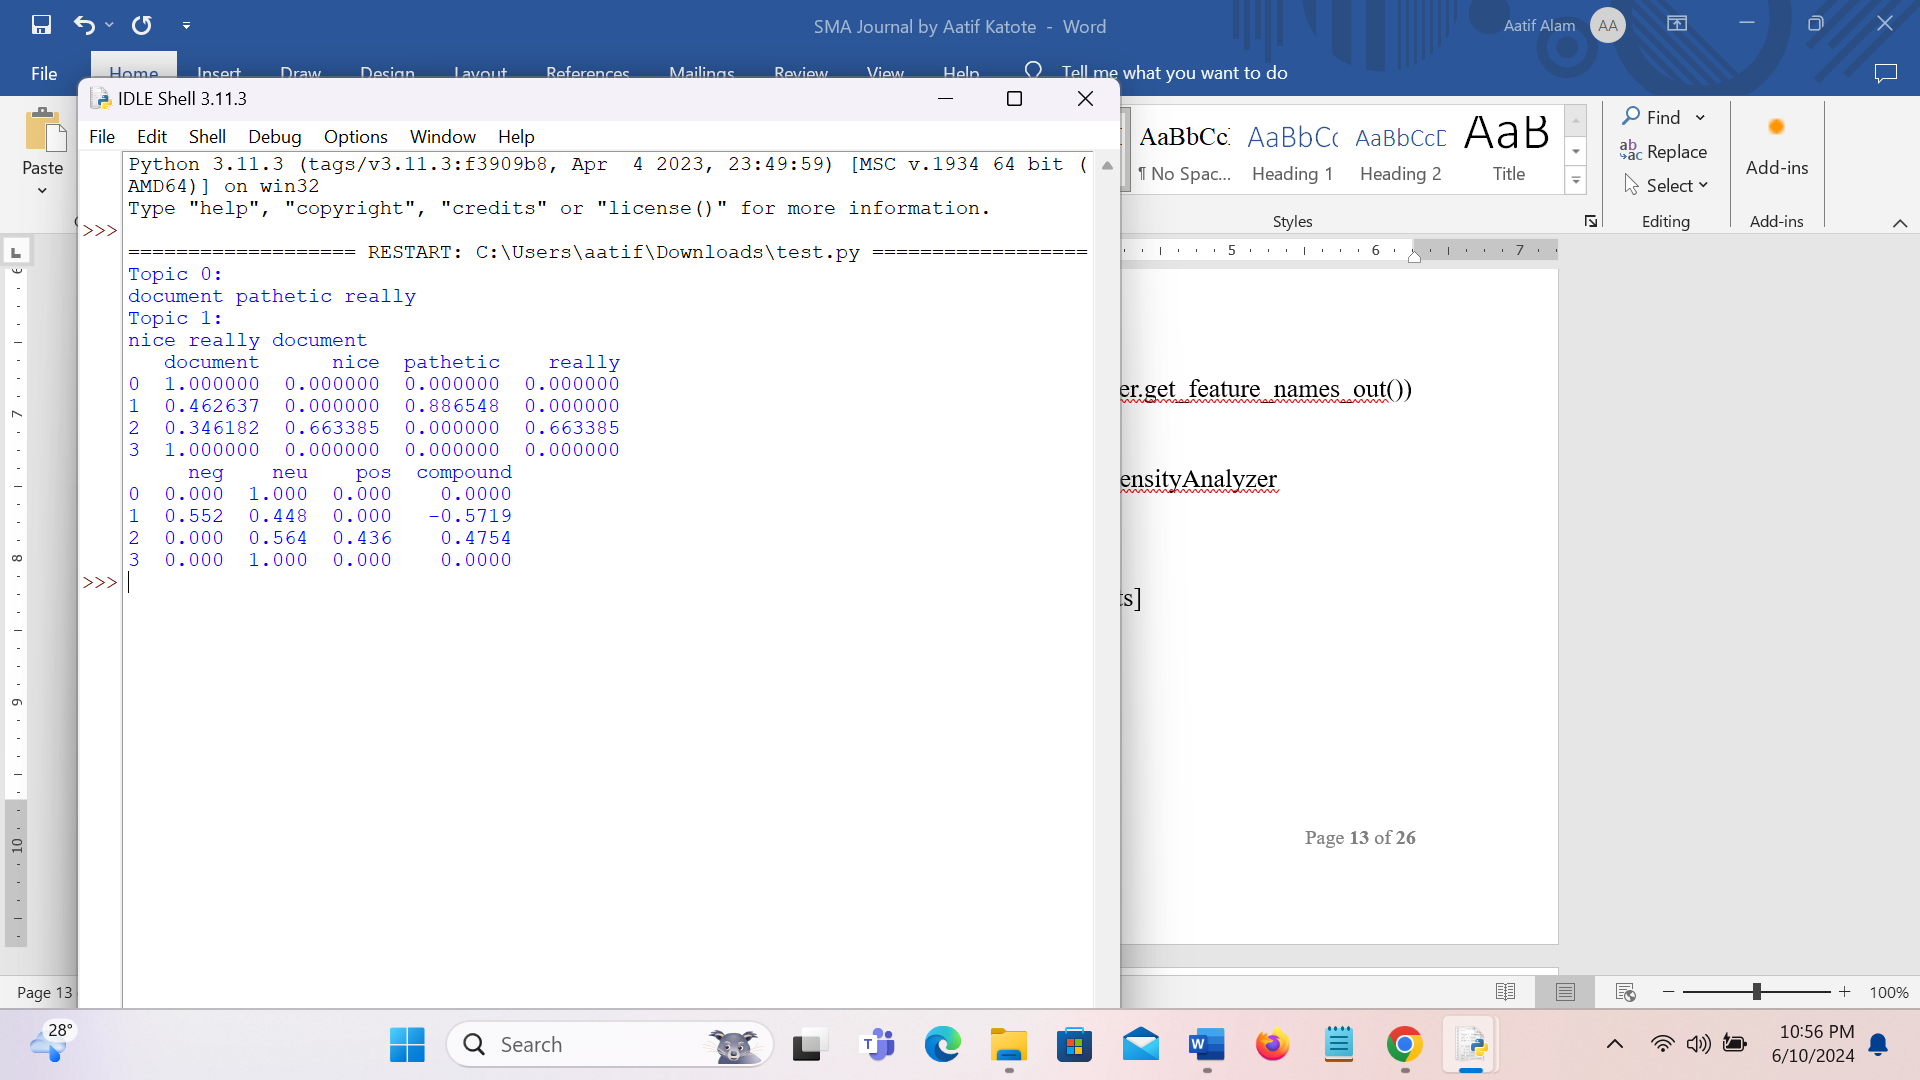 SMA Journal by Aatif Katote - Word
Aatif Alam AA
File Home Insert Draw Design Layout References Mailings Review View Help Tell me what you want to do
IDLE Shell 3.11.3
File Edit Shell Debug Options Window Help
Paste
AaBbCc AaBbCc AaBbCcD AaB
¶ No Spac... Heading 1 Heading 2 Title
Styles
Find
Replace
Select
Editing
Add-ins
Add-ins
Python 3.11.3 (tags/v3.11.3:f3909b8, Apr  4 2023, 23:49:59) [MSC v.1934 64 bit (
AMD64)] on win32
Type "help", "copyright", "credits" or "license()" for more information.
>>>
=================== RESTART: C:\Users\aatif\Downloads\test.py ==================
Topic 0:
document pathetic really
Topic 1:
nice really document
   document      nice  pathetic    really
0  1.000000  0.000000  0.000000  0.000000
1  0.462637  0.000000  0.886548  0.000000
2  0.346182  0.663385  0.000000  0.663385
3  1.000000  0.000000  0.000000  0.000000
     neg    neu    pos  compound
0  0.000  1.000  0.000    0.0000
1  0.552  0.448  0.000   -0.5719
2  0.000  0.564  0.436    0.4754
3  0.000  1.000  0.000    0.0000
>>>
5 6 7
7
8
9
10
er.get_feature_names_out())
ensityAnalyzer
ts]
Page 13 of 26
Page 13
100%
28°
Search
10:56 PM
6/10/2024